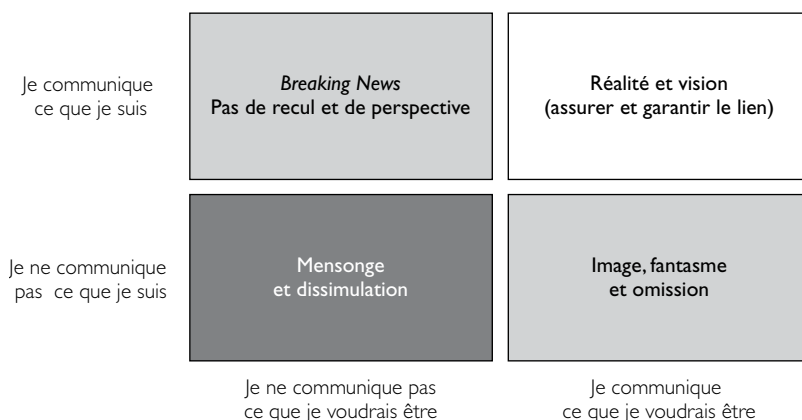 Je communique
ce que je suis
Breaking News
Pas de recul et de perspective
Réalité et vision
(assurer et garantir le lien)
Je ne communique
pas ce que je suis
Mensonge
et dissimulation
Image, fantasme
et omission
Je ne communique pas
ce que je voudrais être
Je communique
ce que je voudrais être